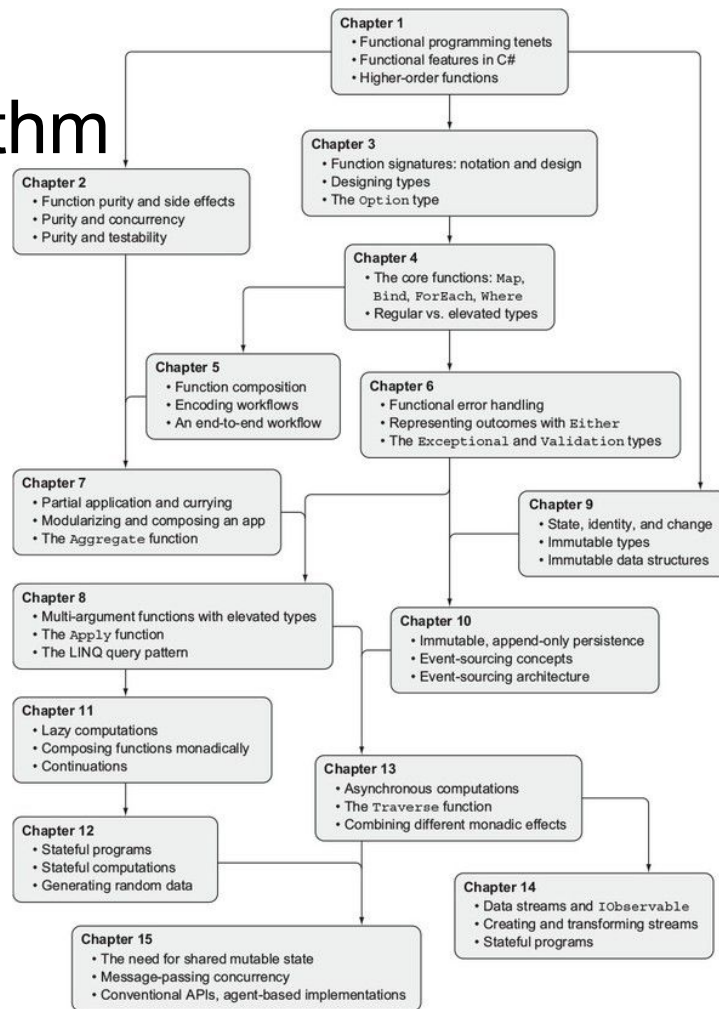 Chapter 1
• Functional programming tenets
• Functional features in C#
• Higher-order functions
thm
Chapter 3
• Function signatures: notation and design
• Designing types
• The Option type
Chapter 2
• Function purity and side effects
• Purity and concurrency
• Purity and testability
Chapter 4
• The core functions: Map,
Bind, ForEach, Where
• Regular vs. elevated types
Chapter 5
• Function composition
• Encoding workflows
• An end-to-end workflow
Chapter 6
• Functional error handling
• Representing outcomes with Either
• The Exceptional and Validation types
Chapter 7
• Partial application and currying
• Modularizing and composing an app
• The Aggregate function
Chapter 9
• State, identity, and change
• Immutable types
• Immutable data structures
Chapter 8
• Multi-argument functions with elevated types
• The Apply function
• The LINQ query pattern
Chapter 10
• Immutable, append-only persistence
• Event-sourcing concepts
• Event-sourcing architecture
Chapter 11
• Lazy computations
• Composing functions monadically
• Continuations
Chapter 13
• Asynchronous computations
• The Traverse function
• Combining different monadic effects
Chapter 12
• Stateful programs
• Stateful computations
• Generating random data
Chapter 14
• Data streams and IObservable
• Creating and transforming streams
• Stateful programs
Chapter 15
• The need for shared mutable state
• Message-passing concurrency
• Conventional APIs, agent-based implementations